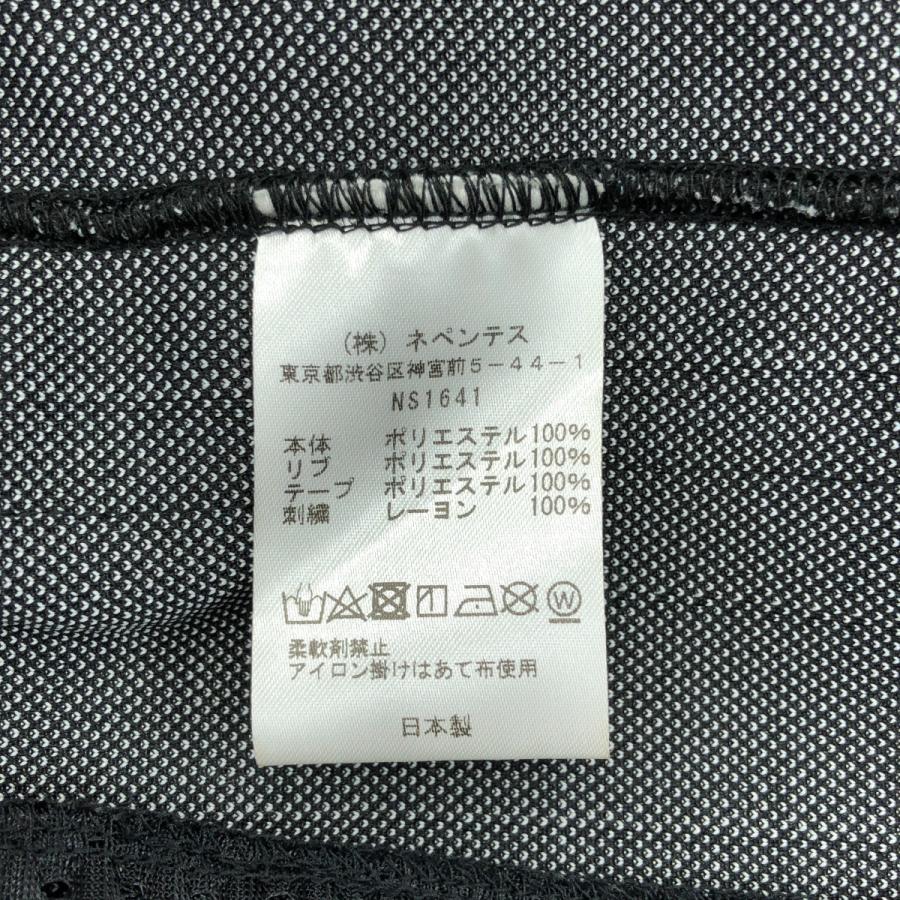 (株) ネペンテス
東京都渋谷区神宮前5-44-1
NS1641
本体 ポリエステル100%
リブ ポリエステル100%
テープ ポリエステル100%
刺繍 レーヨン 100%
W
柔軟剤禁止
アイロン掛けはあて布使用
日本製